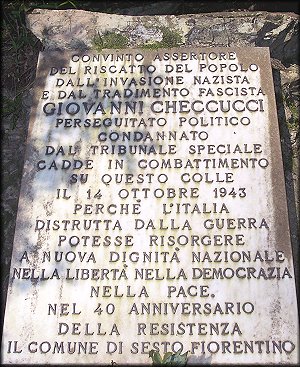 CONVINTO ASSERTORE
DEL RISCATTO DEL POPOLO
DALL'INVASIONE NAZISTA
E DAL TRADIMENTO FASCISTA
GIOVANNI CHECCUCCI
PERSEGUITATO POLITICO
CONDANNATO
DAL TRIBUNALE SPECIALE
CADDE IN COMBATTIMENTO
SU QUESTO COLLE
IL 14 OTTOBRE 1943
PERCHÈ L'ITALIA
DISTRUTTA DALLA GUERRA
POTESSE RISORGERE
A NUOVA DIGNITÀ NAZIONALE
NELLA LIBERTÀ NELLA DEMOCRAZIA
NELLA PACE.
NEL 40 ANNIVERSARIO
DELLA RESISTENZA
IL COMUNE DI SESTO FIORENTINO